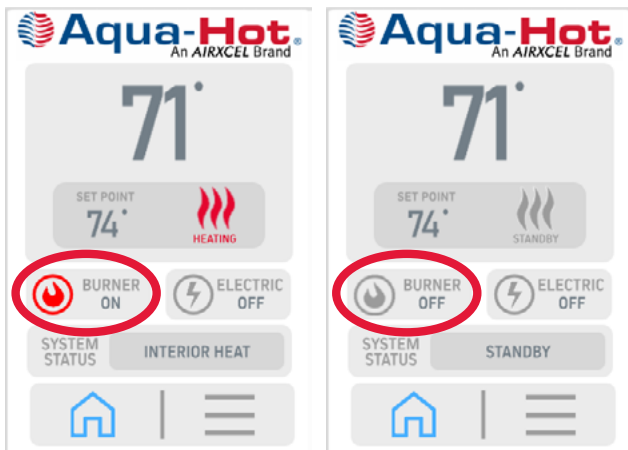 Aqua-Hot®
An AIRXCEL Brand
71°
SET POINT
74°
HEATING
BURNER
ON
ELECTRIC
OFF
SYSTEM
STATUS
INTERIOR HEAT
Aqua-Hot®
An AIRXCEL Brand
71°
SET POINT
74°
STANDBY
BURNER
OFF
ELECTRIC
OFF
SYSTEM
STATUS
STANDBY